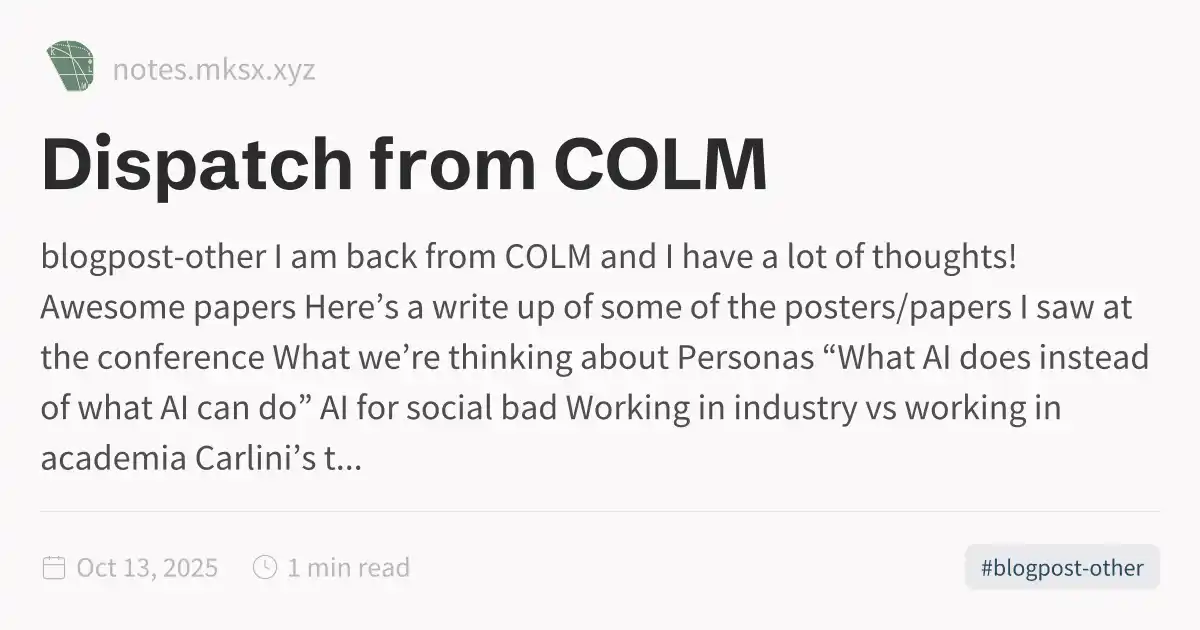 notes.mksx.xyz
Dispatch from COLM
blogpost-other I am back from COLM and I have a lot of thoughts!
Awesome papers Here’s a write up of some of the posters/papers I saw at
the conference What we’re thinking about Personas “What AI does instead
of what AI can do” AI for social bad Working in industry vs working in
academia Carlini’s t...
Oct 13, 2025 1 min read
#blogpost-other